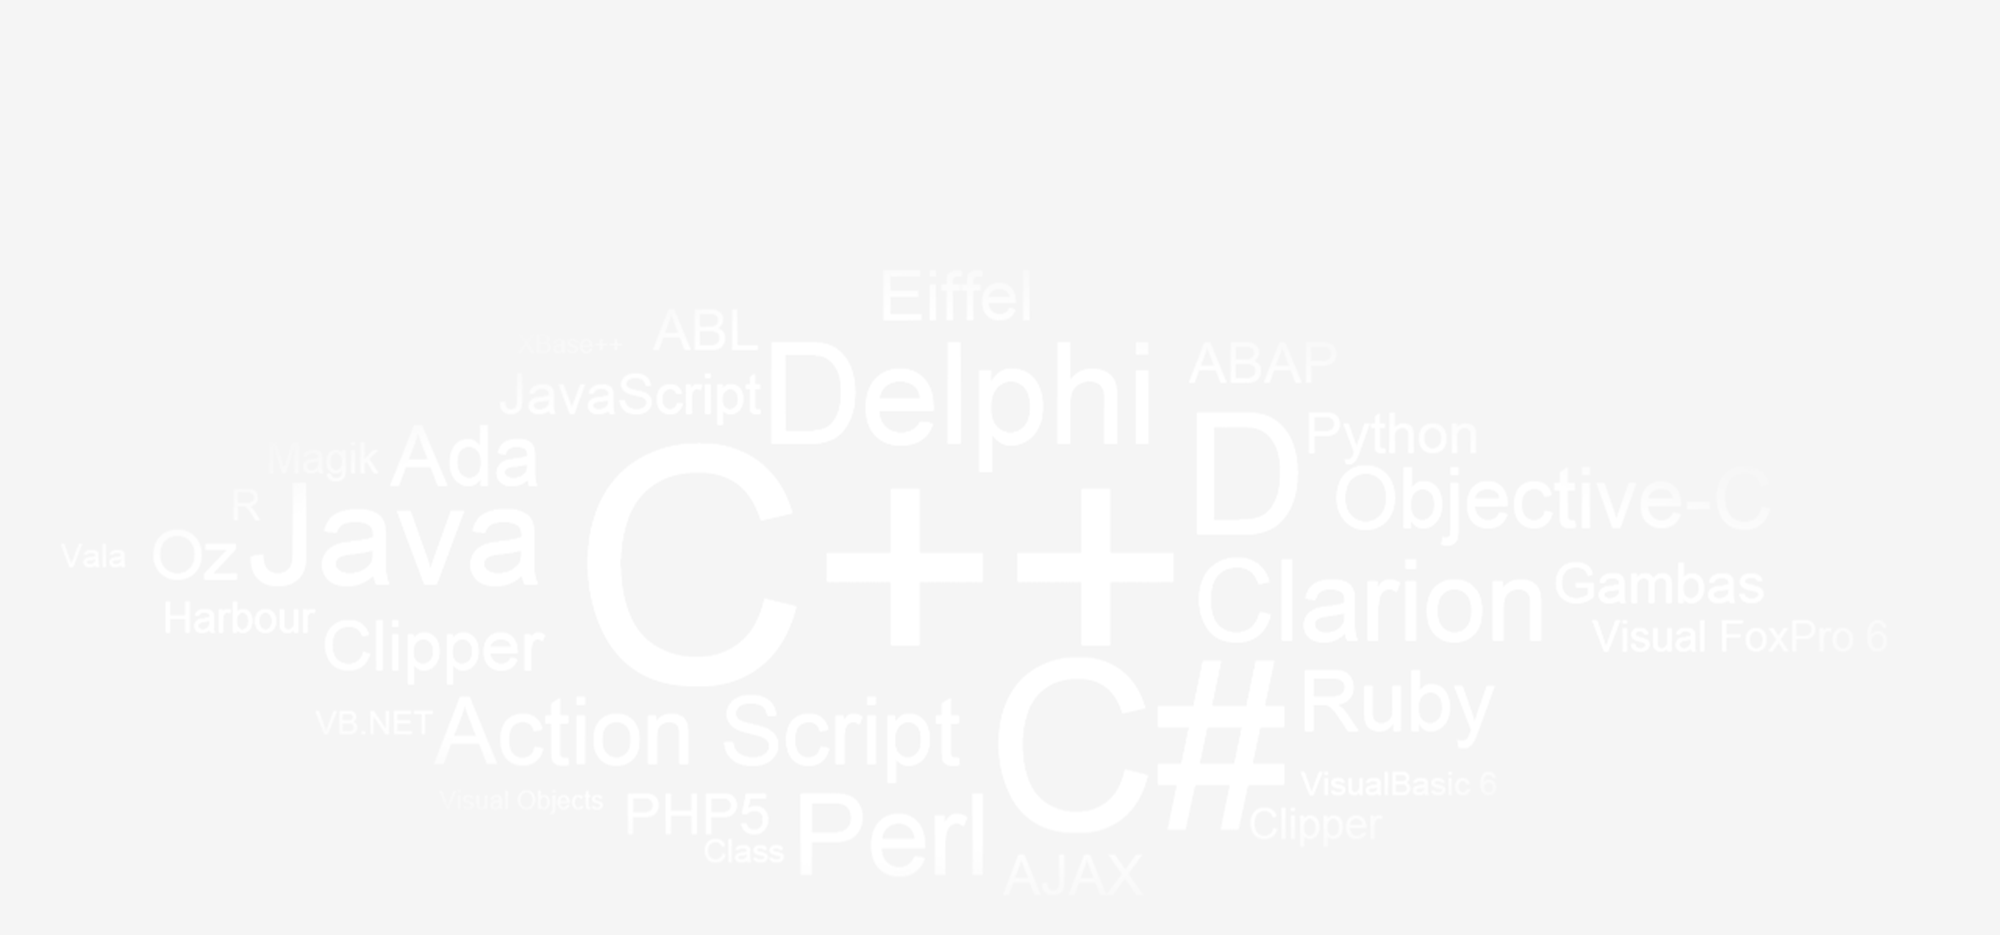 Eiffel
ABL
Delphi
ABAP
JavaScript
Python
D
Magik
Ada
C++
Objective-C
R
Java
Vala
Oz
Clarion
Gambas
Harbour
Clipper
Visual FoxPro 6
C#
Ruby
VB.NET
Action Script
VisualBasic 6
Visual Objects
PHP5
Perl
Clipper
Class
AJAX